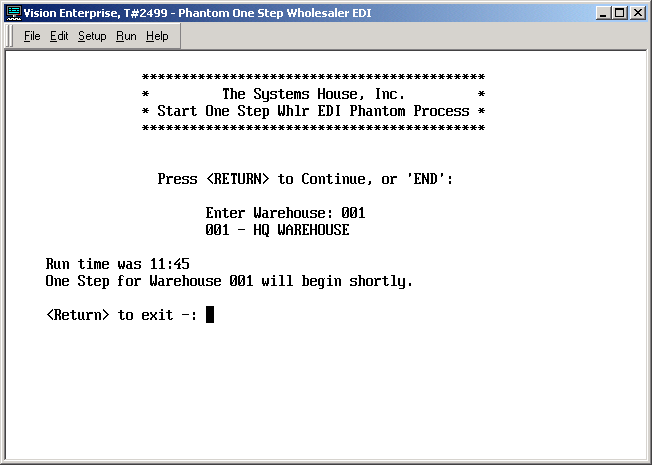 Vision Enterprise, T#2499 - Phantom One Step Wholesaler EDI
File Edit Setup Run Help
*******************************************
* The Systems House, Inc. *
* Start One Step Whlr EDI Phantom Process *
*******************************************
Press <RETURN> to Continue, or 'END':
Enter Warehouse: 001
001 - HQ WAREHOUSE
Run time was 11:45
One Step for Warehouse 001 will begin shortly.
<Return> to exit -: